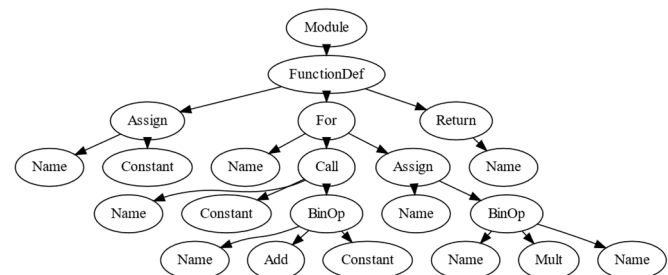 Module
FunctionDef
Assign For Return
Name Constant Name Call Assign Name
Name Constant BinOp Name BinOp
Name Add Constant Name Mult Name